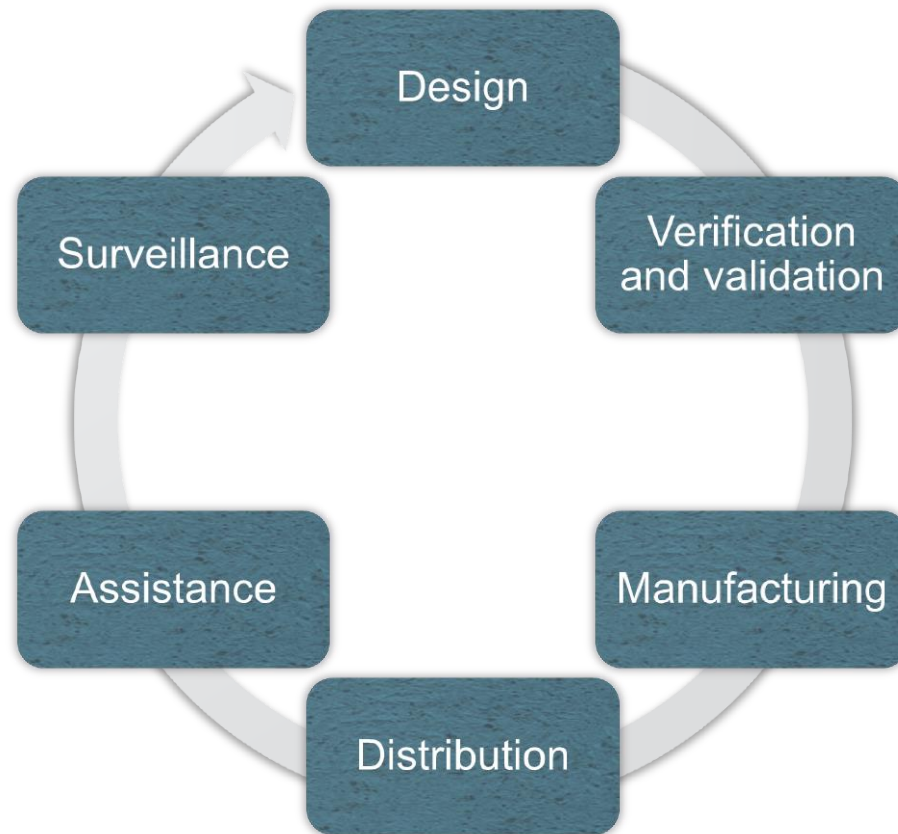 Design
Verification
and validation
Manufacturing
Distribution
Assistance
Surveillance